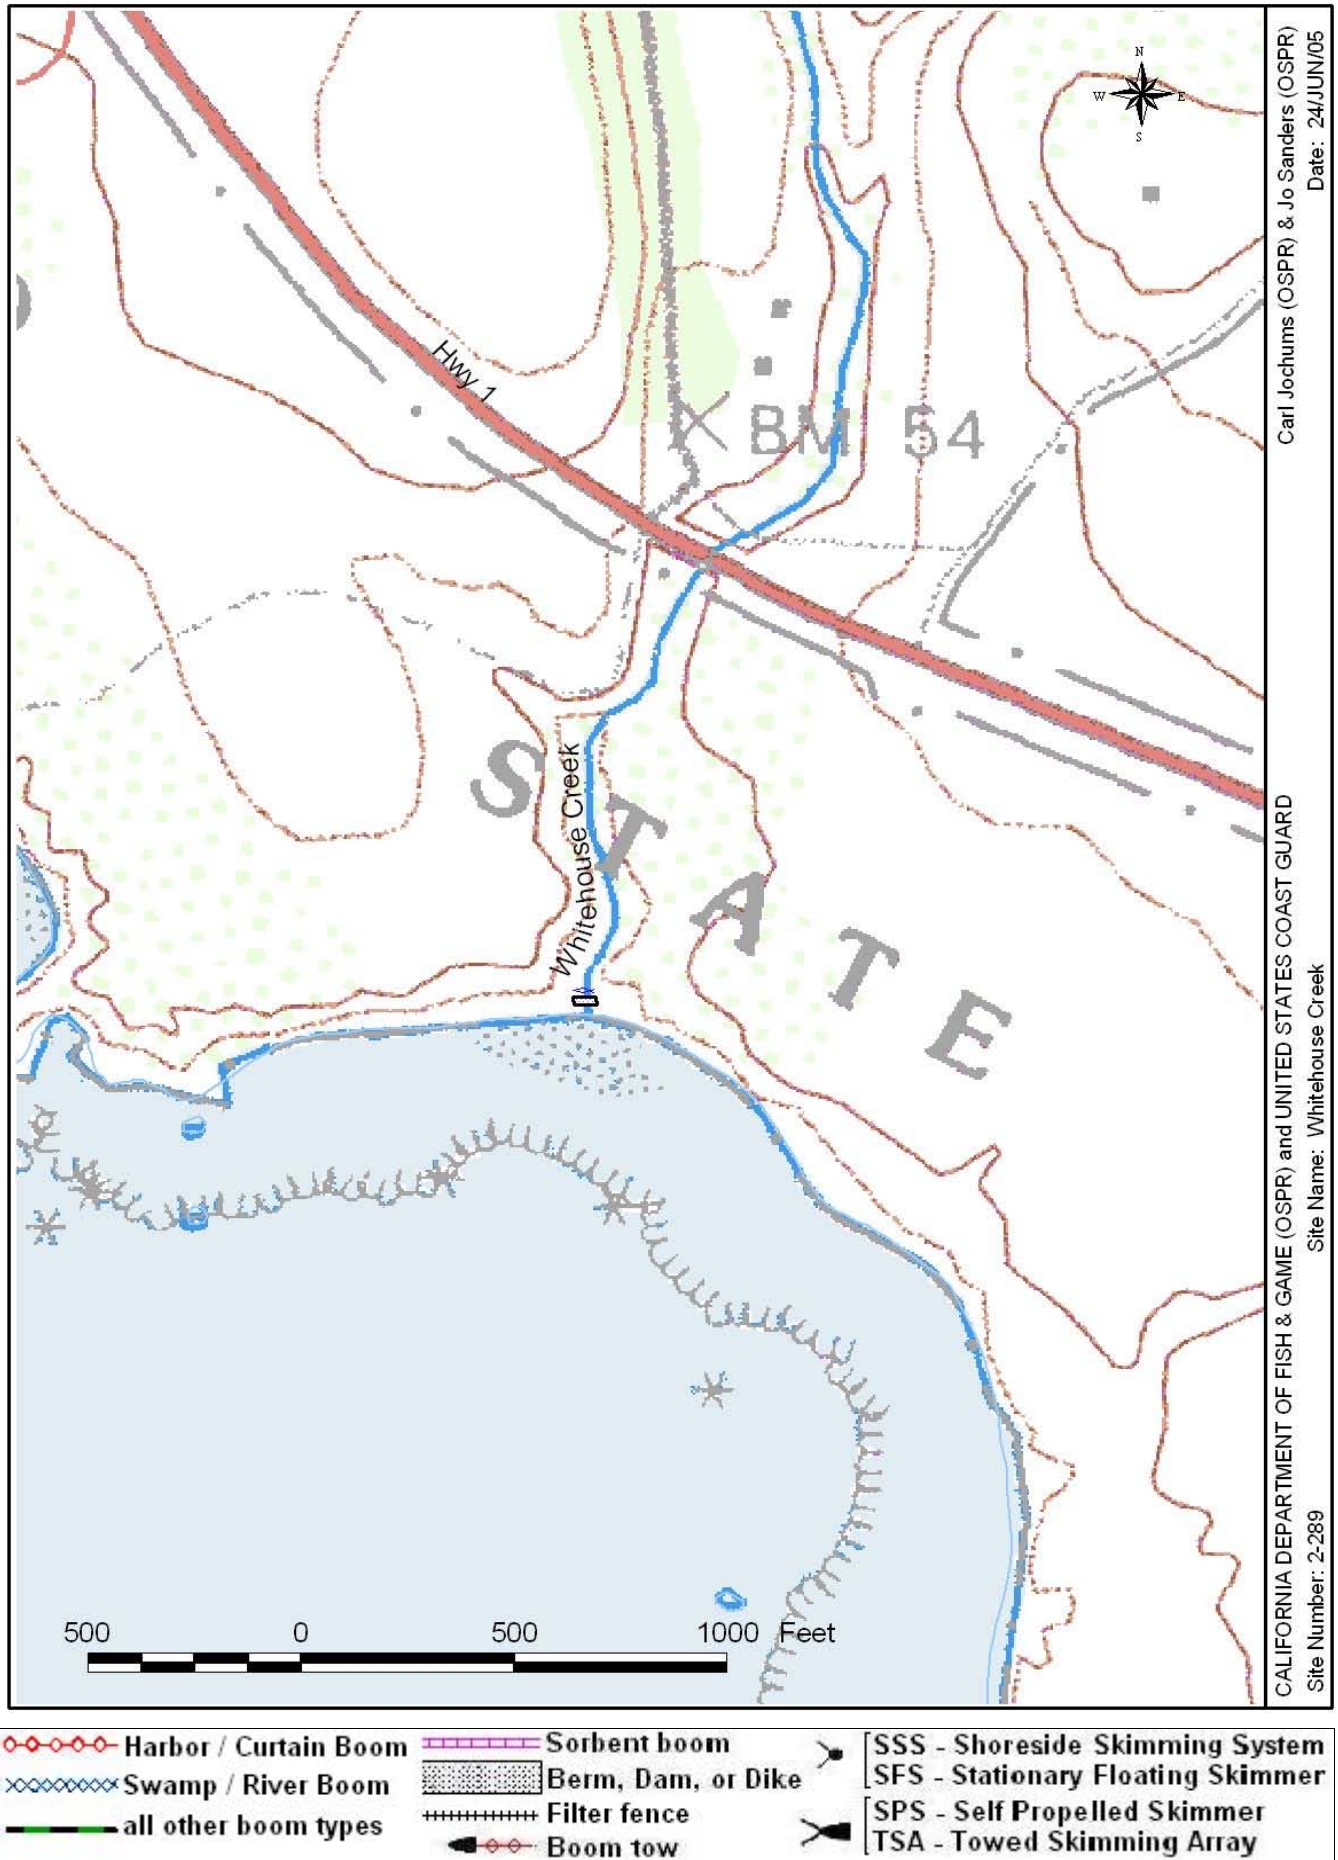 N
W E
S
Hwy 1
BM 54
STATE
Whitehouse Creek
500 0 500 1000 Feet
Carl Jochums (OSPR) & Jo Sanders (OSPR)
Date: 24/JUN/05
CALIFORNIA DEPARTMENT OF FISH & GAME (OSPR) and UNITED STATES COAST GUARD
Site Number: 2-289 Site Name: Whitehouse Creek
Harbor / Curtain Boom
Swamp / River Boom
all other boom types
Sorbent boom
Berm, Dam, or Dike
Filter fence
Boom tow
SSS - Shoreside Skimming System
SFS - Stationary Floating Skimmer
SPS - Self Propelled Skimmer
TSA - Towed Skimming Array